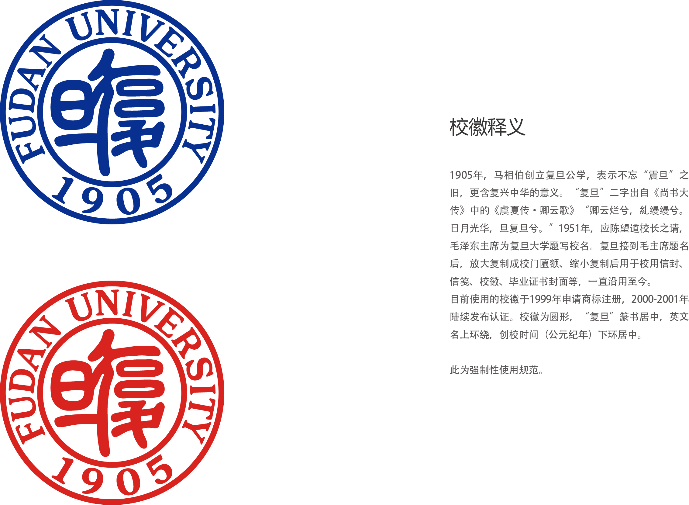 FUDAN UNIVERSITY
1905
FUDAN UNIVERSITY
1905
校徽释义
1905年，马相伯创立复旦公学，表示不忘“震旦”之
旧，更含复兴中华的意义。“复旦”二字出自《尚书大
传》中的《虞夏传·卿云歌》“卿云烂兮，糺缦缦兮。
日月光华，旦复旦兮。”1951年，应陈望道校长之请，
毛泽东主席为复旦大学题写校名。复旦接到毛主席题名
后，放大复制成校门匾额、缩小复制后用于校用信封、
信笺、校徽、毕业证书封面等，一直沿用至今。
目前使用的校徽于1999年申请商标注册，2000-2001年
陆续发布认证。校徽为圆形，“复旦”篆书居中，英文
名上环绕，创校时间（公元纪年）下环居中。
此为强制性使用规范。